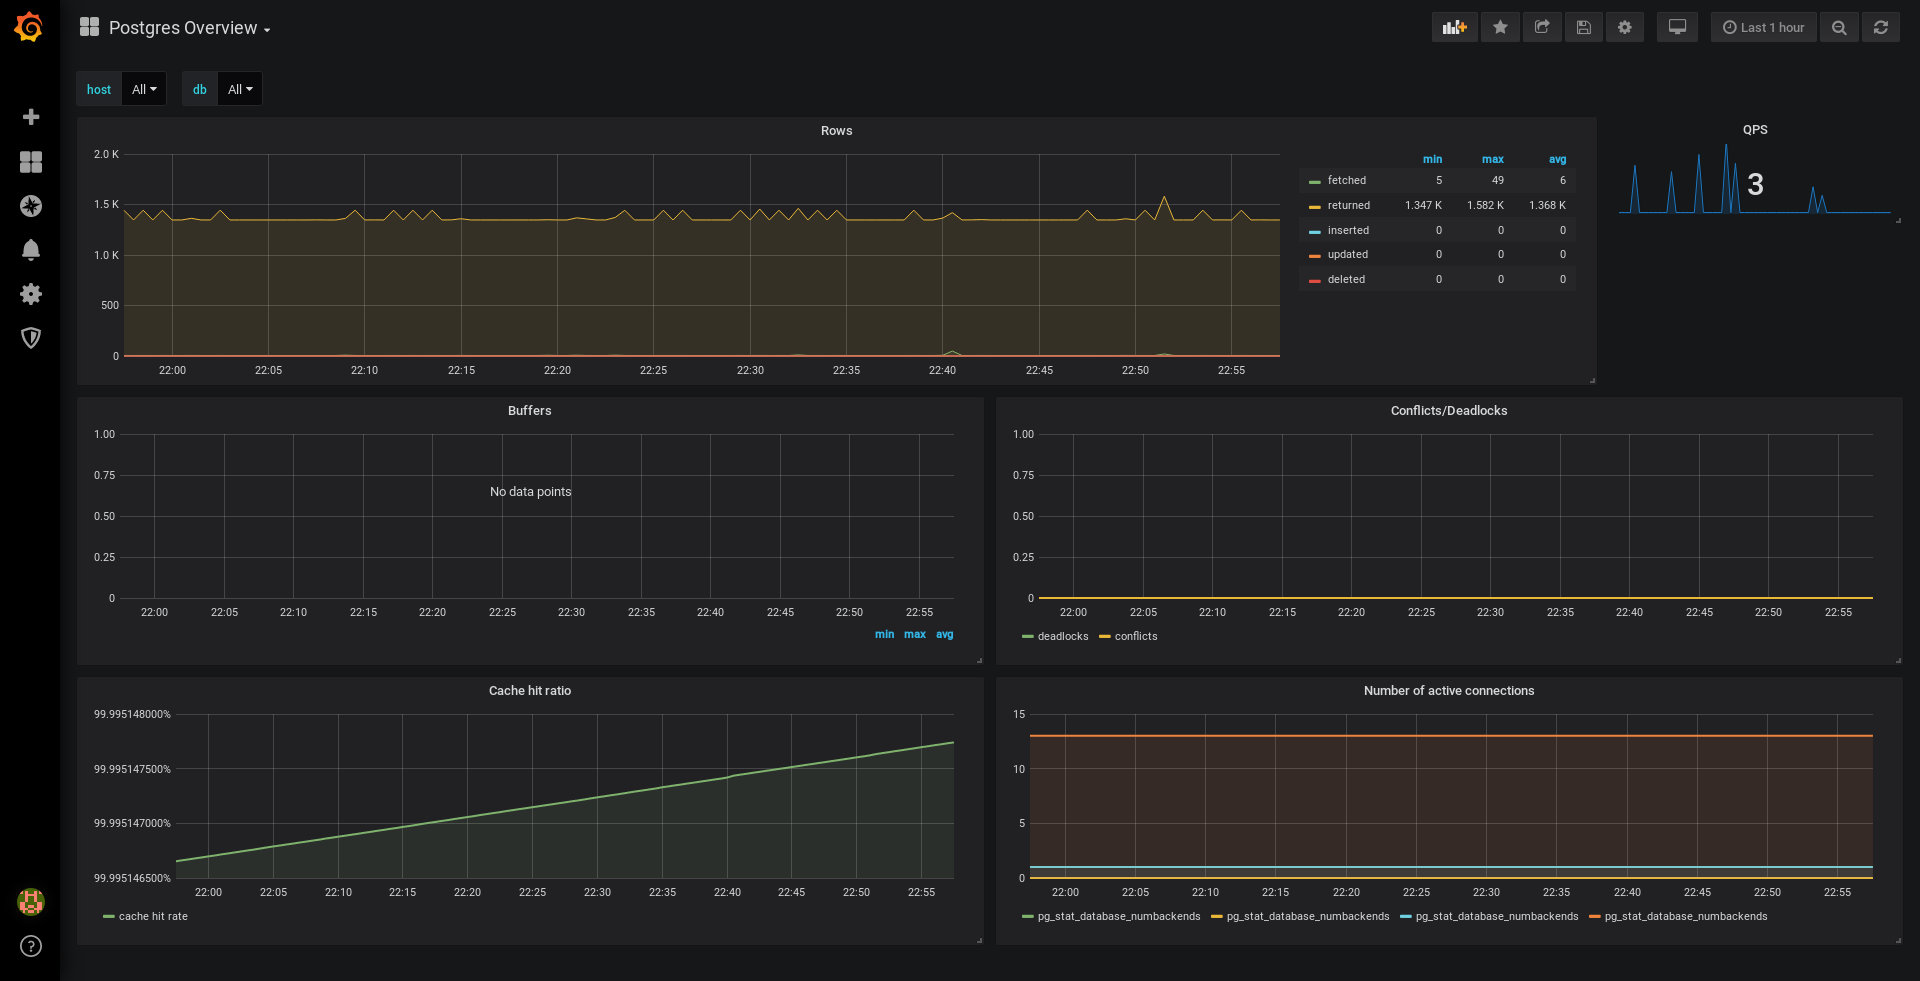 Postgres Overview
Last 1 hour
host All db All
Rows
2.0 K
1.5 K
1.0 K
500
0
22:00 22:05 22:10 22:15 22:20 22:25 22:30 22:35 22:40 22:45 22:50 22:55
min max avg
fetched 5 49 6
returned 1.347 K 1.582 K 1.368 K
inserted 0 0 0
updated 0 0 0
deleted 0 0 0
QPS
3
Buffers
1.00
0.75
No data points
0.50
0.25
0
22:00 22:05 22:10 22:15 22:20 22:25 22:30 22:35 22:40 22:45 22:50 22:55
min max avg
Conflicts/Deadlocks
1.00
0.75
0.50
0.25
0
22:00 22:05 22:10 22:15 22:20 22:25 22:30 22:35 22:40 22:45 22:50 22:55
deadlocks conflicts
Cache hit ratio
99.995148000%
99.995147500%
99.995147000%
99.995146500%
22:00 22:05 22:10 22:15 22:20 22:25 22:30 22:35 22:40 22:45 22:50 22:55
cache hit rate
Number of active connections
15
10
5
0
22:00 22:05 22:10 22:15 22:20 22:25 22:30 22:35 22:40 22:45 22:50 22:55
pg_stat_database_numbackends pg_stat_database_numbackends pg_stat_database_numbackends pg_stat_database_numbackends
?